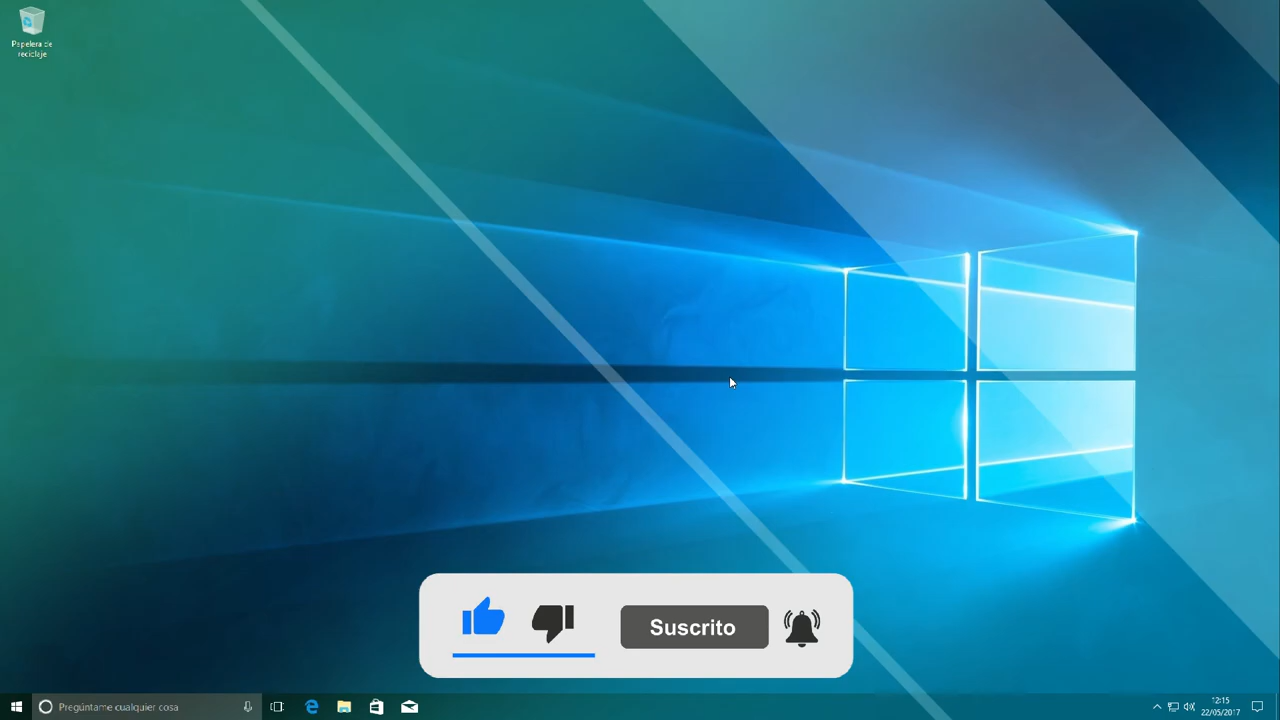 Papelera de
reciclaje
Suscrito
Pregúntame cualquier cosa
12:15
22/05/2017